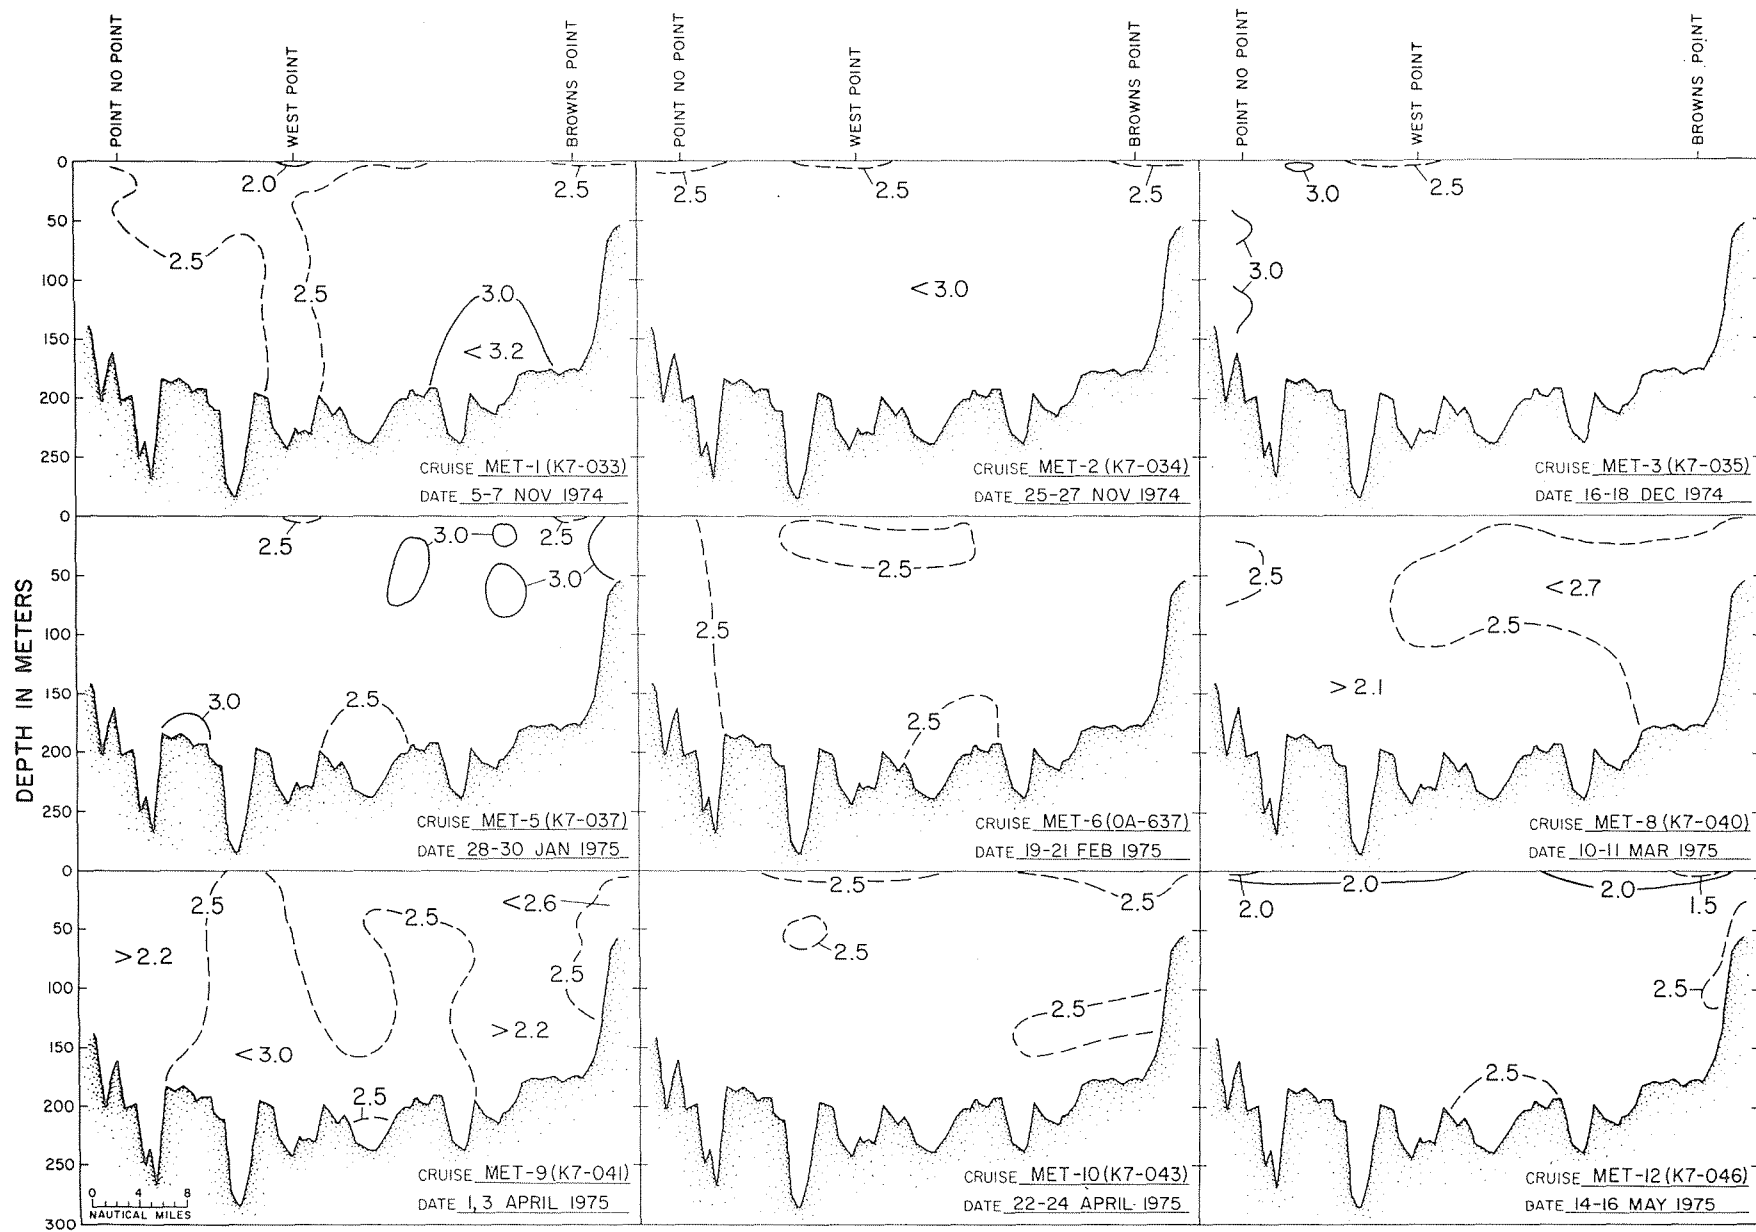 POINT NO POINT
WEST POINT
BROWNS POINT
POINT NO POINT
WEST POINT
BROWNS POINT
POINT NO POINT
WEST POINT
BROWNS POINT
DEPTH IN METERS
0
50
100
150
200
250
2.0
2.5
2.5
2.5
3.0
< 3.2
CRUISE MET-1 (K7-033)
DATE 5-7 NOV 1974
2.5
2.5
2.5
< 3.0
CRUISE MET-2 (K7-034)
DATE 25-27 NOV 1974
3.0
2.5
3.0
CRUISE MET-3 (K7-035)
DATE 16-18 DEC 1974
0
50
100
150
200
250
2.5
3.0
2.5
3.0
3.0
2.5
CRUISE MET-5 (K7-037)
DATE 28-30 JAN 1975
2.5
2.5
2.5
CRUISE MET-6 (OA-637)
DATE 19-21 FEB 1975
2.5
< 2.7
2.5
> 2.1
CRUISE MET-8 (K7-040)
DATE 10-11 MAR 1975
0
50
100
150
200
250
300
2.5
< 2.6
2.5
> 2.2
2.5
> 2.2
< 3.0
2.5
CRUISE MET-9 (K7-041)
DATE 1, 3 APRIL 1975
0 4 8
NAUTICAL MILES
2.5
2.5
2.5
2.5
CRUISE MET-10 (K7-043)
DATE 22-24 APRIL 1975
2.0
2.0
1.5
2.5
2.5
CRUISE MET-12 (K7-046)
DATE 14-16 MAY 1975